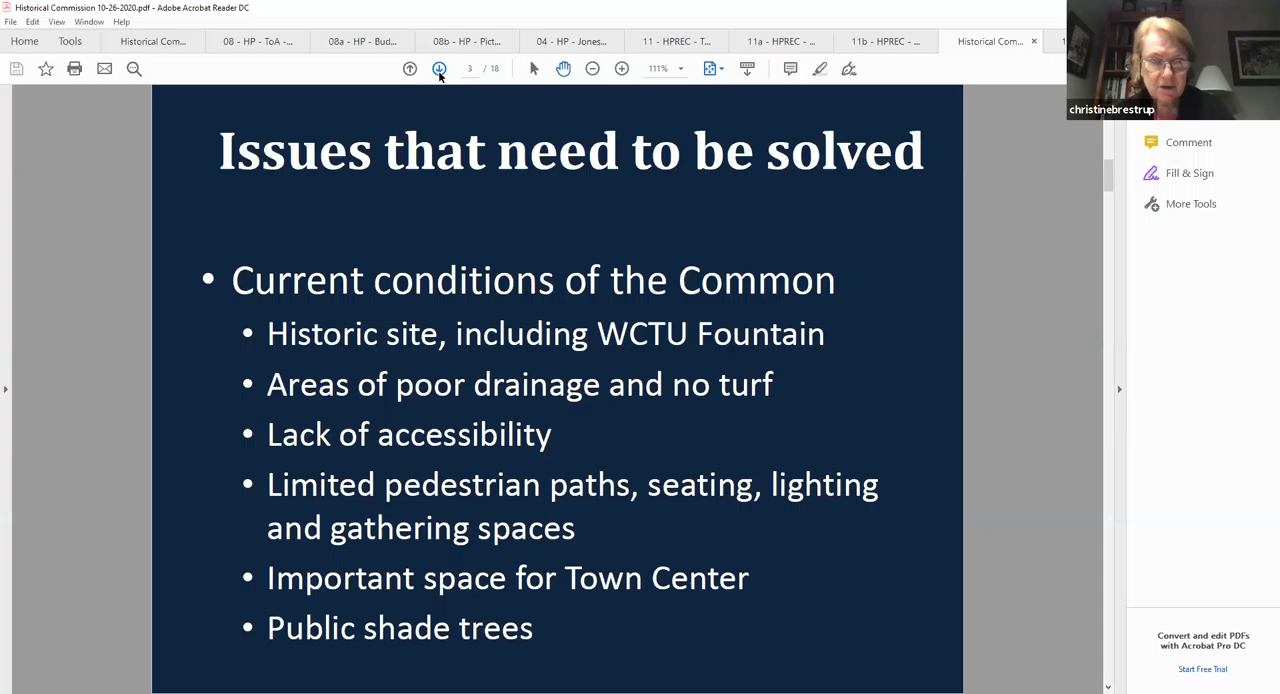 Historical Commission 10-26-2020.pdf - Adobe Acrobat Reader DC
File Edit View Window Help
Home Tools Historical Com... 08 - HP - ToA -... 08a - HP - Bud... 08b - HP - Pict... 04 - HP - Jones... 11 - HPREC - T... 11a - HPREC - ... 11b - HPREC - ... Historical Com... ×
3 / 18 111%
christinebrestrup
Issues that need to be solved
• Current conditions of the Common
• Historic site, including WCTU Fountain
• Areas of poor drainage and no turf
• Lack of accessibility
• Limited pedestrian paths, seating, lighting
and gathering spaces
• Important space for Town Center
• Public shade trees
Comment
Fill & Sign
More Tools
Convert and edit PDFs
with Acrobat Pro DC
Start Free Trial